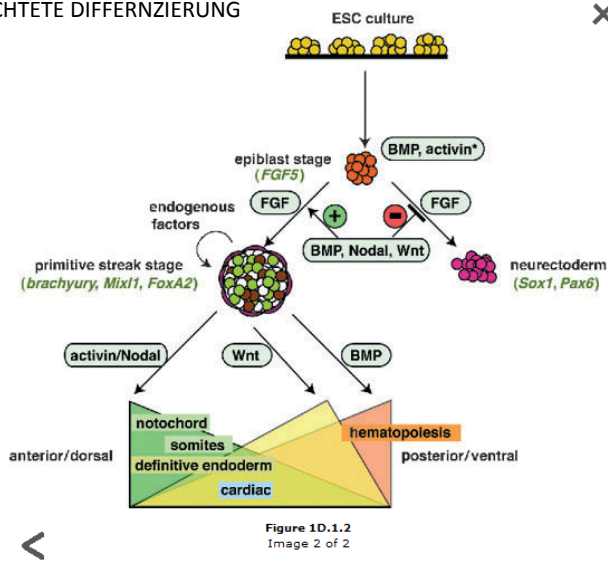 CHTETE DIFFERNZIERUNG
ESC culture
BMP, activin*
epiblast stage
(FGF5)
FGF
FGF
endogenous
factors
+
−
BMP, Nodal, Wnt
primitive streak stage
(brachyury, Mixl1, FoxA2)
neurectoderm
(Sox1, Pax6)
activin/Nodal
Wnt
BMP
notochord
somites
definitive endoderm
cardiac
hematopoiesis
anterior/dorsal
posterior/ventral
Figure 1D.1.2
Image 2 of 2